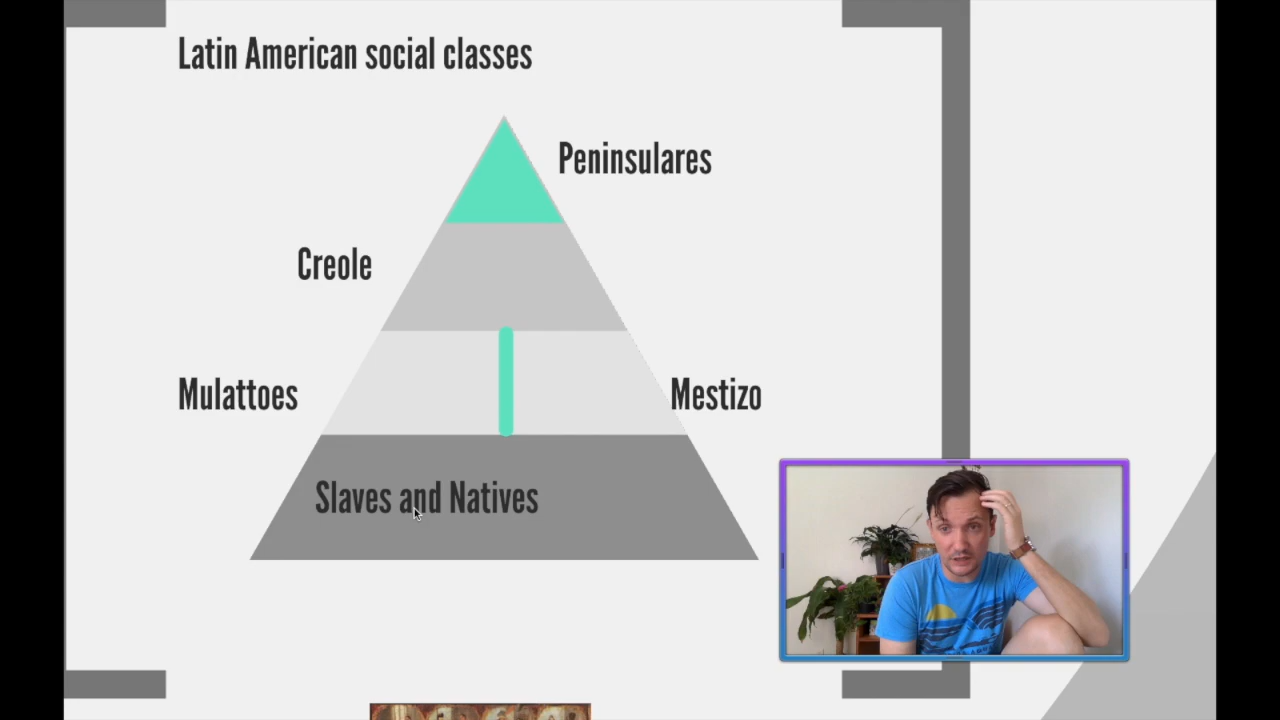 Latin American social classes
Peninsulares
Creole
Mulattoes
Mestizo
Slaves and Natives